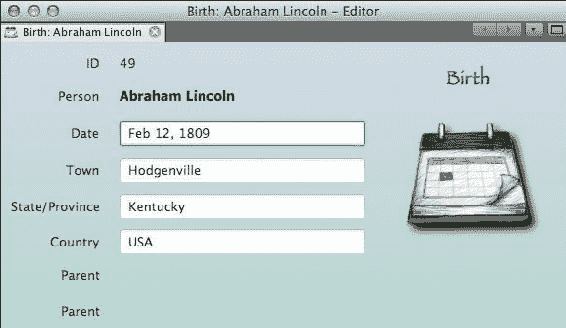 Birth: Abraham Lincoln - Editor
Birth: Abraham Lincoln
ID 49
Birth
Person Abraham Lincoln
Date Feb 12, 1809
Town Hodgenville
State/Province Kentucky
Country USA
Parent
Parent